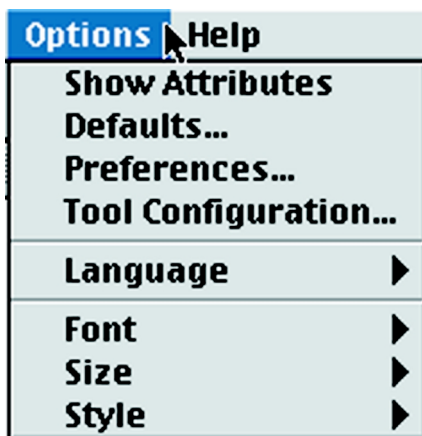 Options Help
Show Attributes
Defaults...
Preferences...
Tool Configuration...
Language
Font
Size
Style